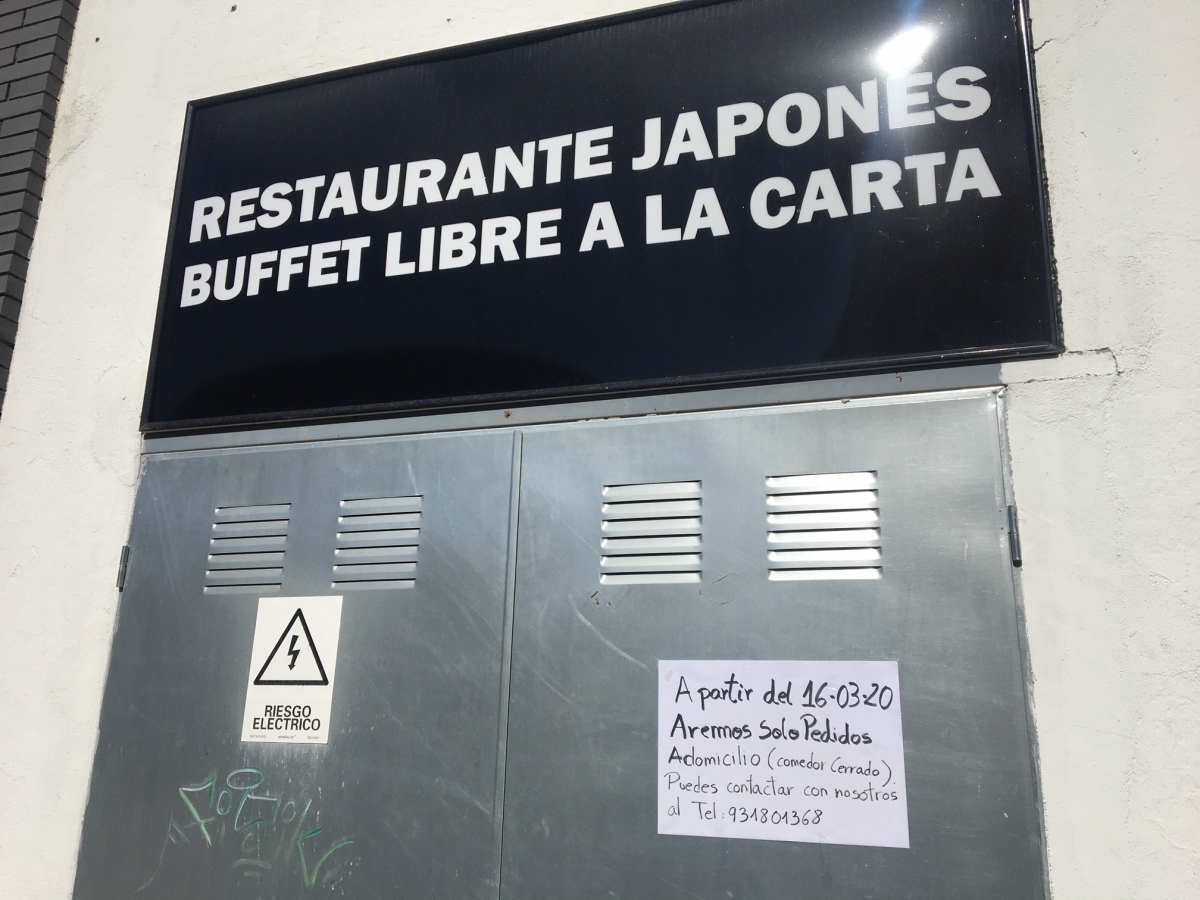 RESTAURANTE JAPONÉS
BUFFET LIBRE A LA CARTA
RIESGO
ELECTRICO
A partir del 16-03-20
Aremos Solo Pedidos
Adomicilio (comedor Cerrado).
Puedes contactar con nosotros
al Tel: 931801368